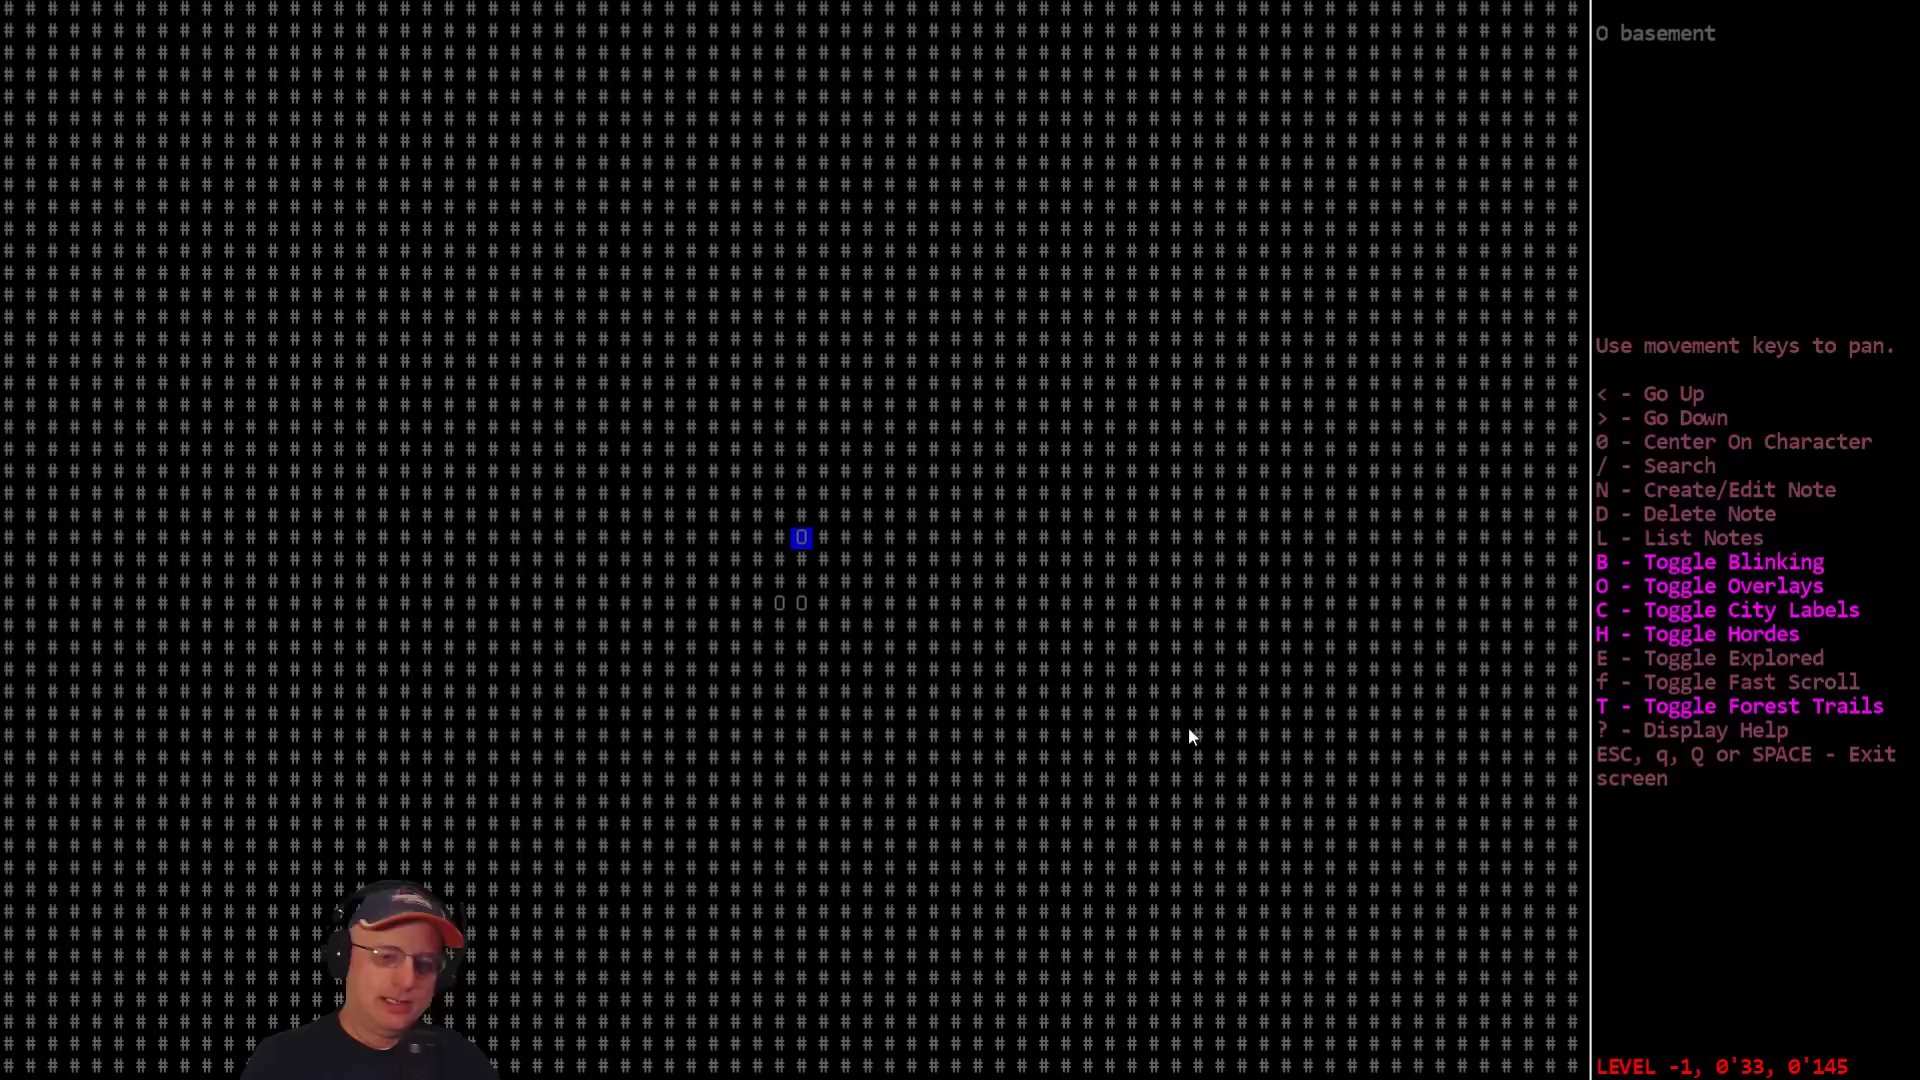 O basement
Use movement keys to pan.
< - Go Up
> - Go Down
0 - Center On Character
/ - Search
N - Create/Edit Note
D - Delete Note
L - List Notes
B - Toggle Blinking
O - Toggle Overlays
C - Toggle City Labels
H - Toggle Hordes
E - Toggle Explored
f - Toggle Fast Scroll
T - Toggle Forest Trails
? - Display Help
ESC, q, Q or SPACE - Exit
screen
O
O O
LEVEL -1, 0'33, 0'145